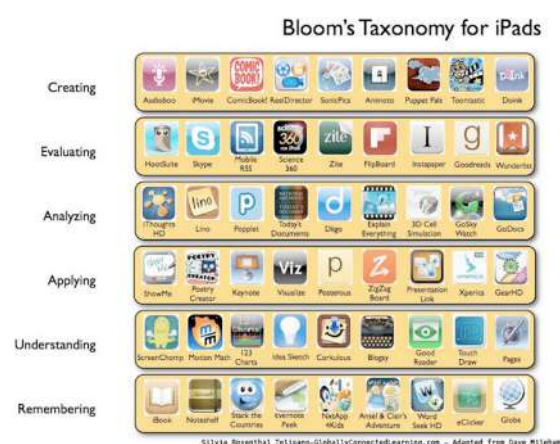 Bloom's Taxonomy for iPads
Creating
Audioboo iMovie ComicBook! ReelDirector SonicPics Animoto Puppet Pals Toontastic Doink
Evaluating
HootSuite Skype Mobile RSS Science 360 Zite FlipBoard Instapaper Goodreads Wunderlist
Analyzing
iThoughts HD Lino Popplet Today's Documents Diigo Explain Everything 3D Cell Simulation GoSky Watch GoDocs
Applying
ShowMe Poetry Creator Keynote Visualize Posterous ZigZag Board Presentation Link Xperica GearHD
Understanding
ScreenChomp Motion Math 123 Charts Idea Sketch Corkulous Blogsy Good Reader Touch Draw Pages
Remembering
iBook Noteshelf Stack the Countries Evernote Peek NxtApp 4Kids Ansel & Clair's Adventure Word Seek HD eClicker Globe
Silvia Rosenthal Tolisano-GloballyConnectedLearning.com - Adapted from Dave Mileham